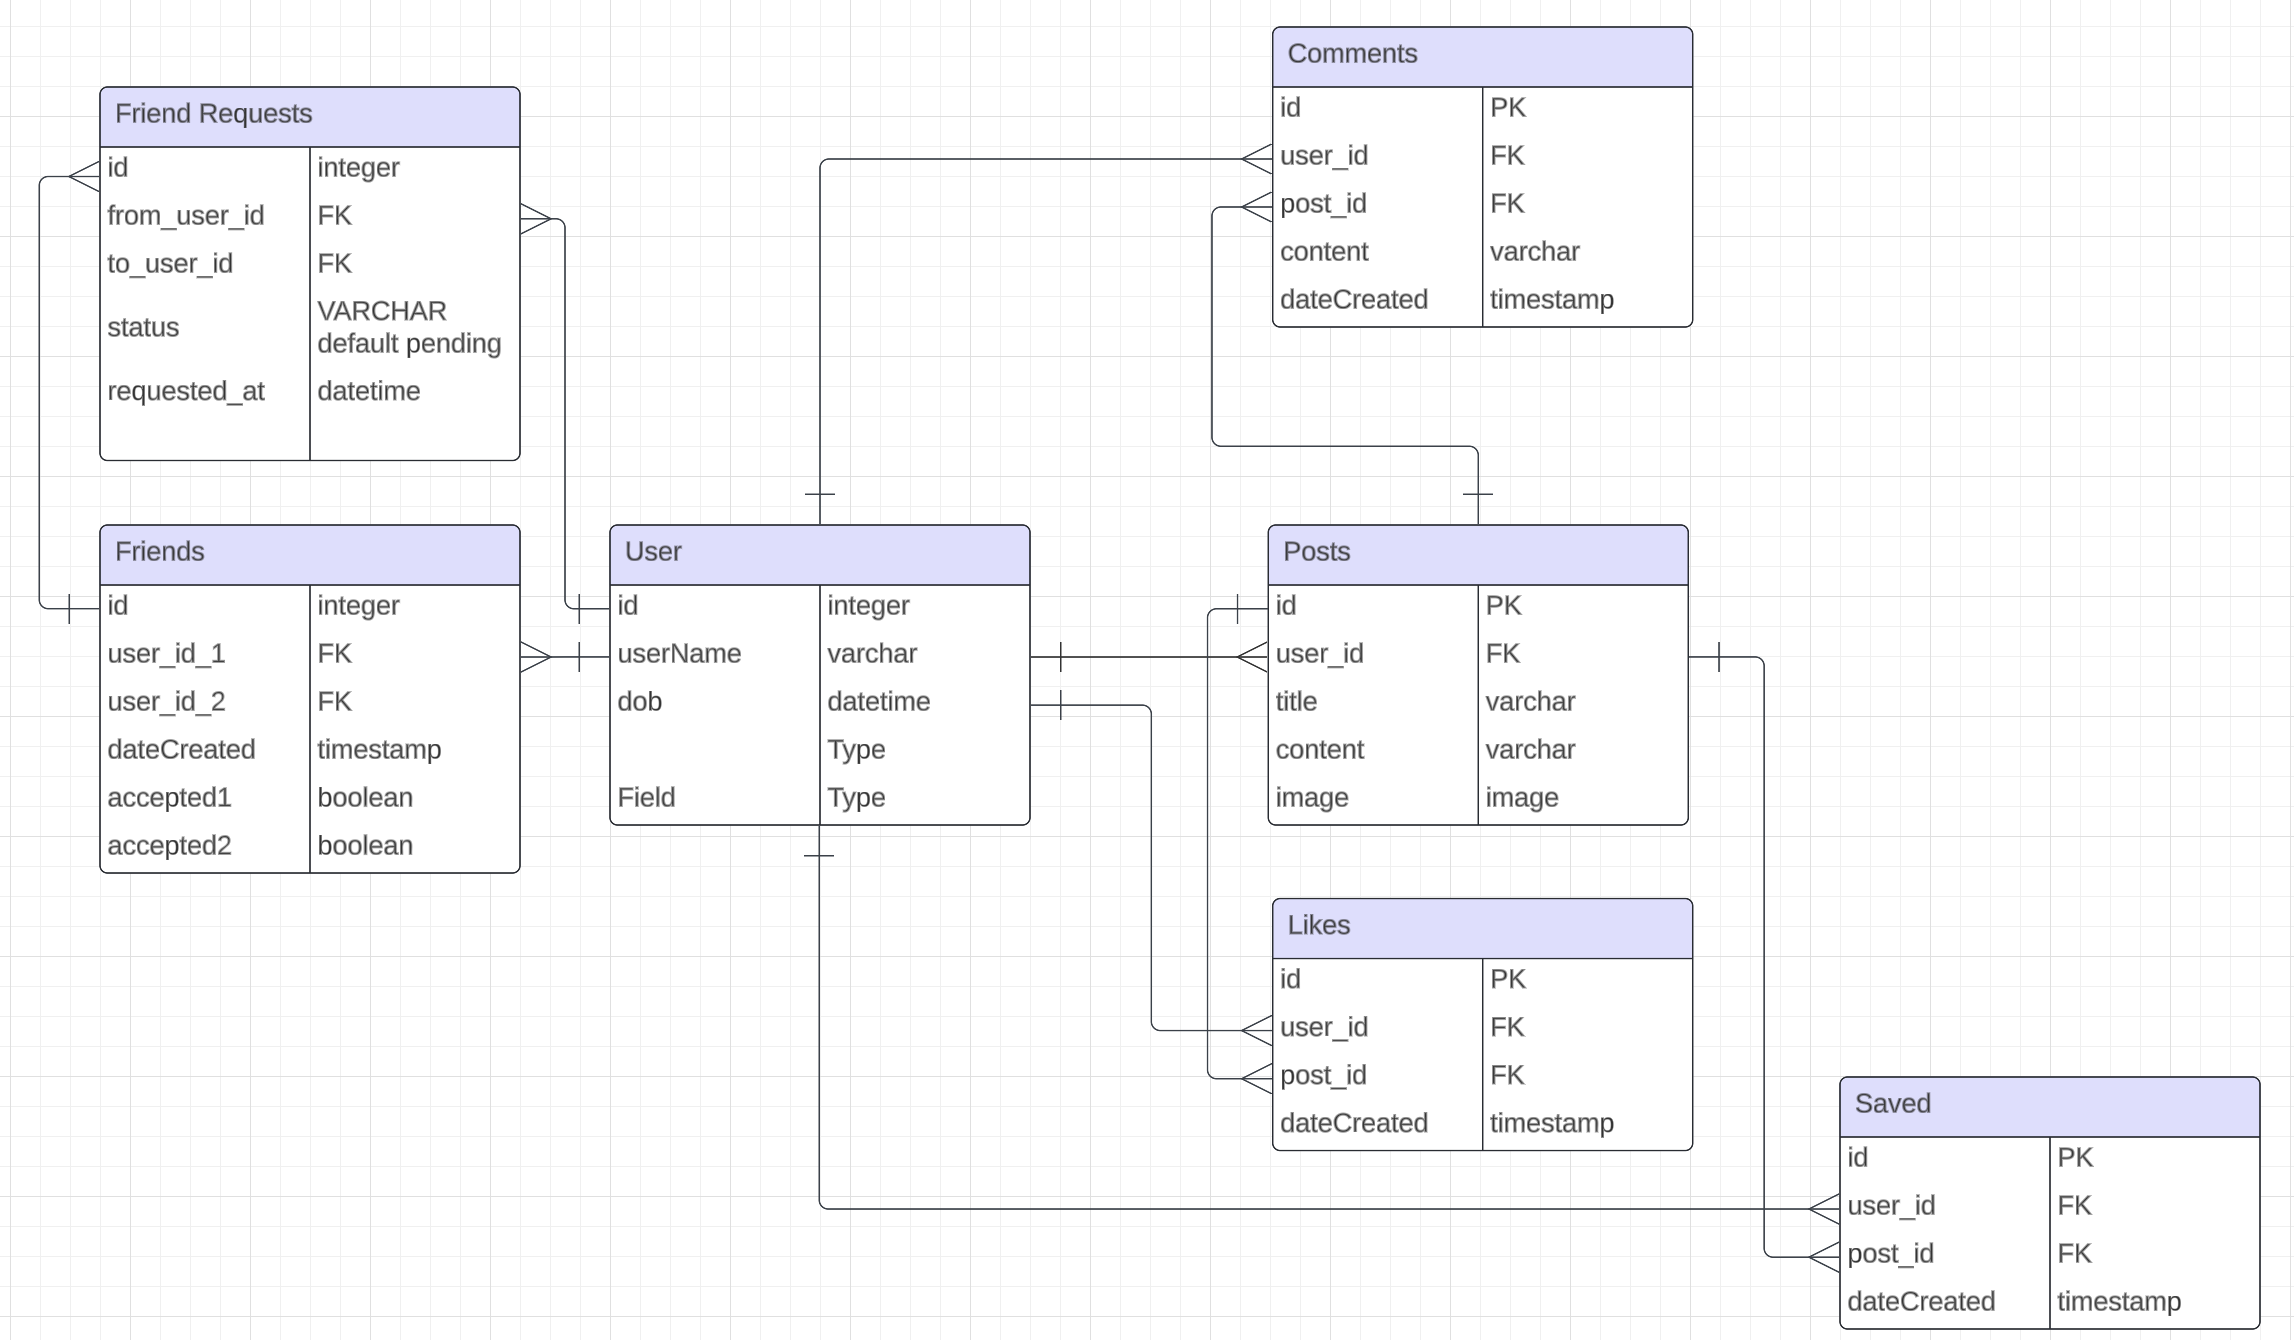 Friend Requests
id integer
from_user_id FK
to_user_id FK
status VARCHAR
default pending
requested_at datetime
Comments
id PK
user_id FK
post_id FK
content varchar
dateCreated timestamp
Friends
id integer
user_id_1 FK
user_id_2 FK
dateCreated timestamp
accepted1 boolean
accepted2 boolean
User
id integer
userName varchar
dob datetime
Type
Field Type
Posts
id PK
user_id FK
title varchar
content varchar
image image
Likes
id PK
user_id FK
post_id FK
dateCreated timestamp
Saved
id PK
user_id FK
post_id FK
dateCreated timestamp